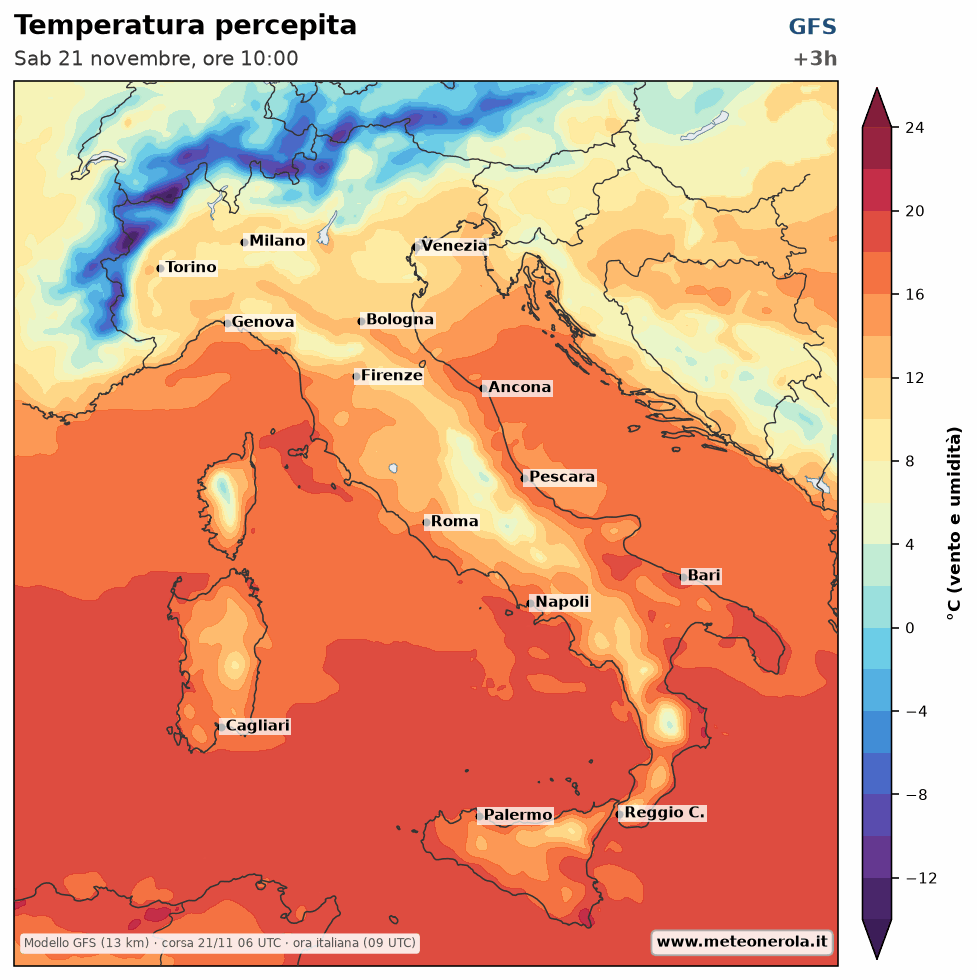 Temperatura percepita
GFS
Sab 21 novembre, ore 10:00
+3h
Milano
Venezia
Torino
Genova
Bologna
Firenze
Ancona
Pescara
Roma
Bari
Napoli
Cagliari
Palermo
Reggio C.
24
20
16
12
8
4
0
−4
−8
−12
°C (vento e umidità)
Modello GFS (13 km) · corsa 21/11 06 UTC · ora italiana (09 UTC)
www.meteonerola.it